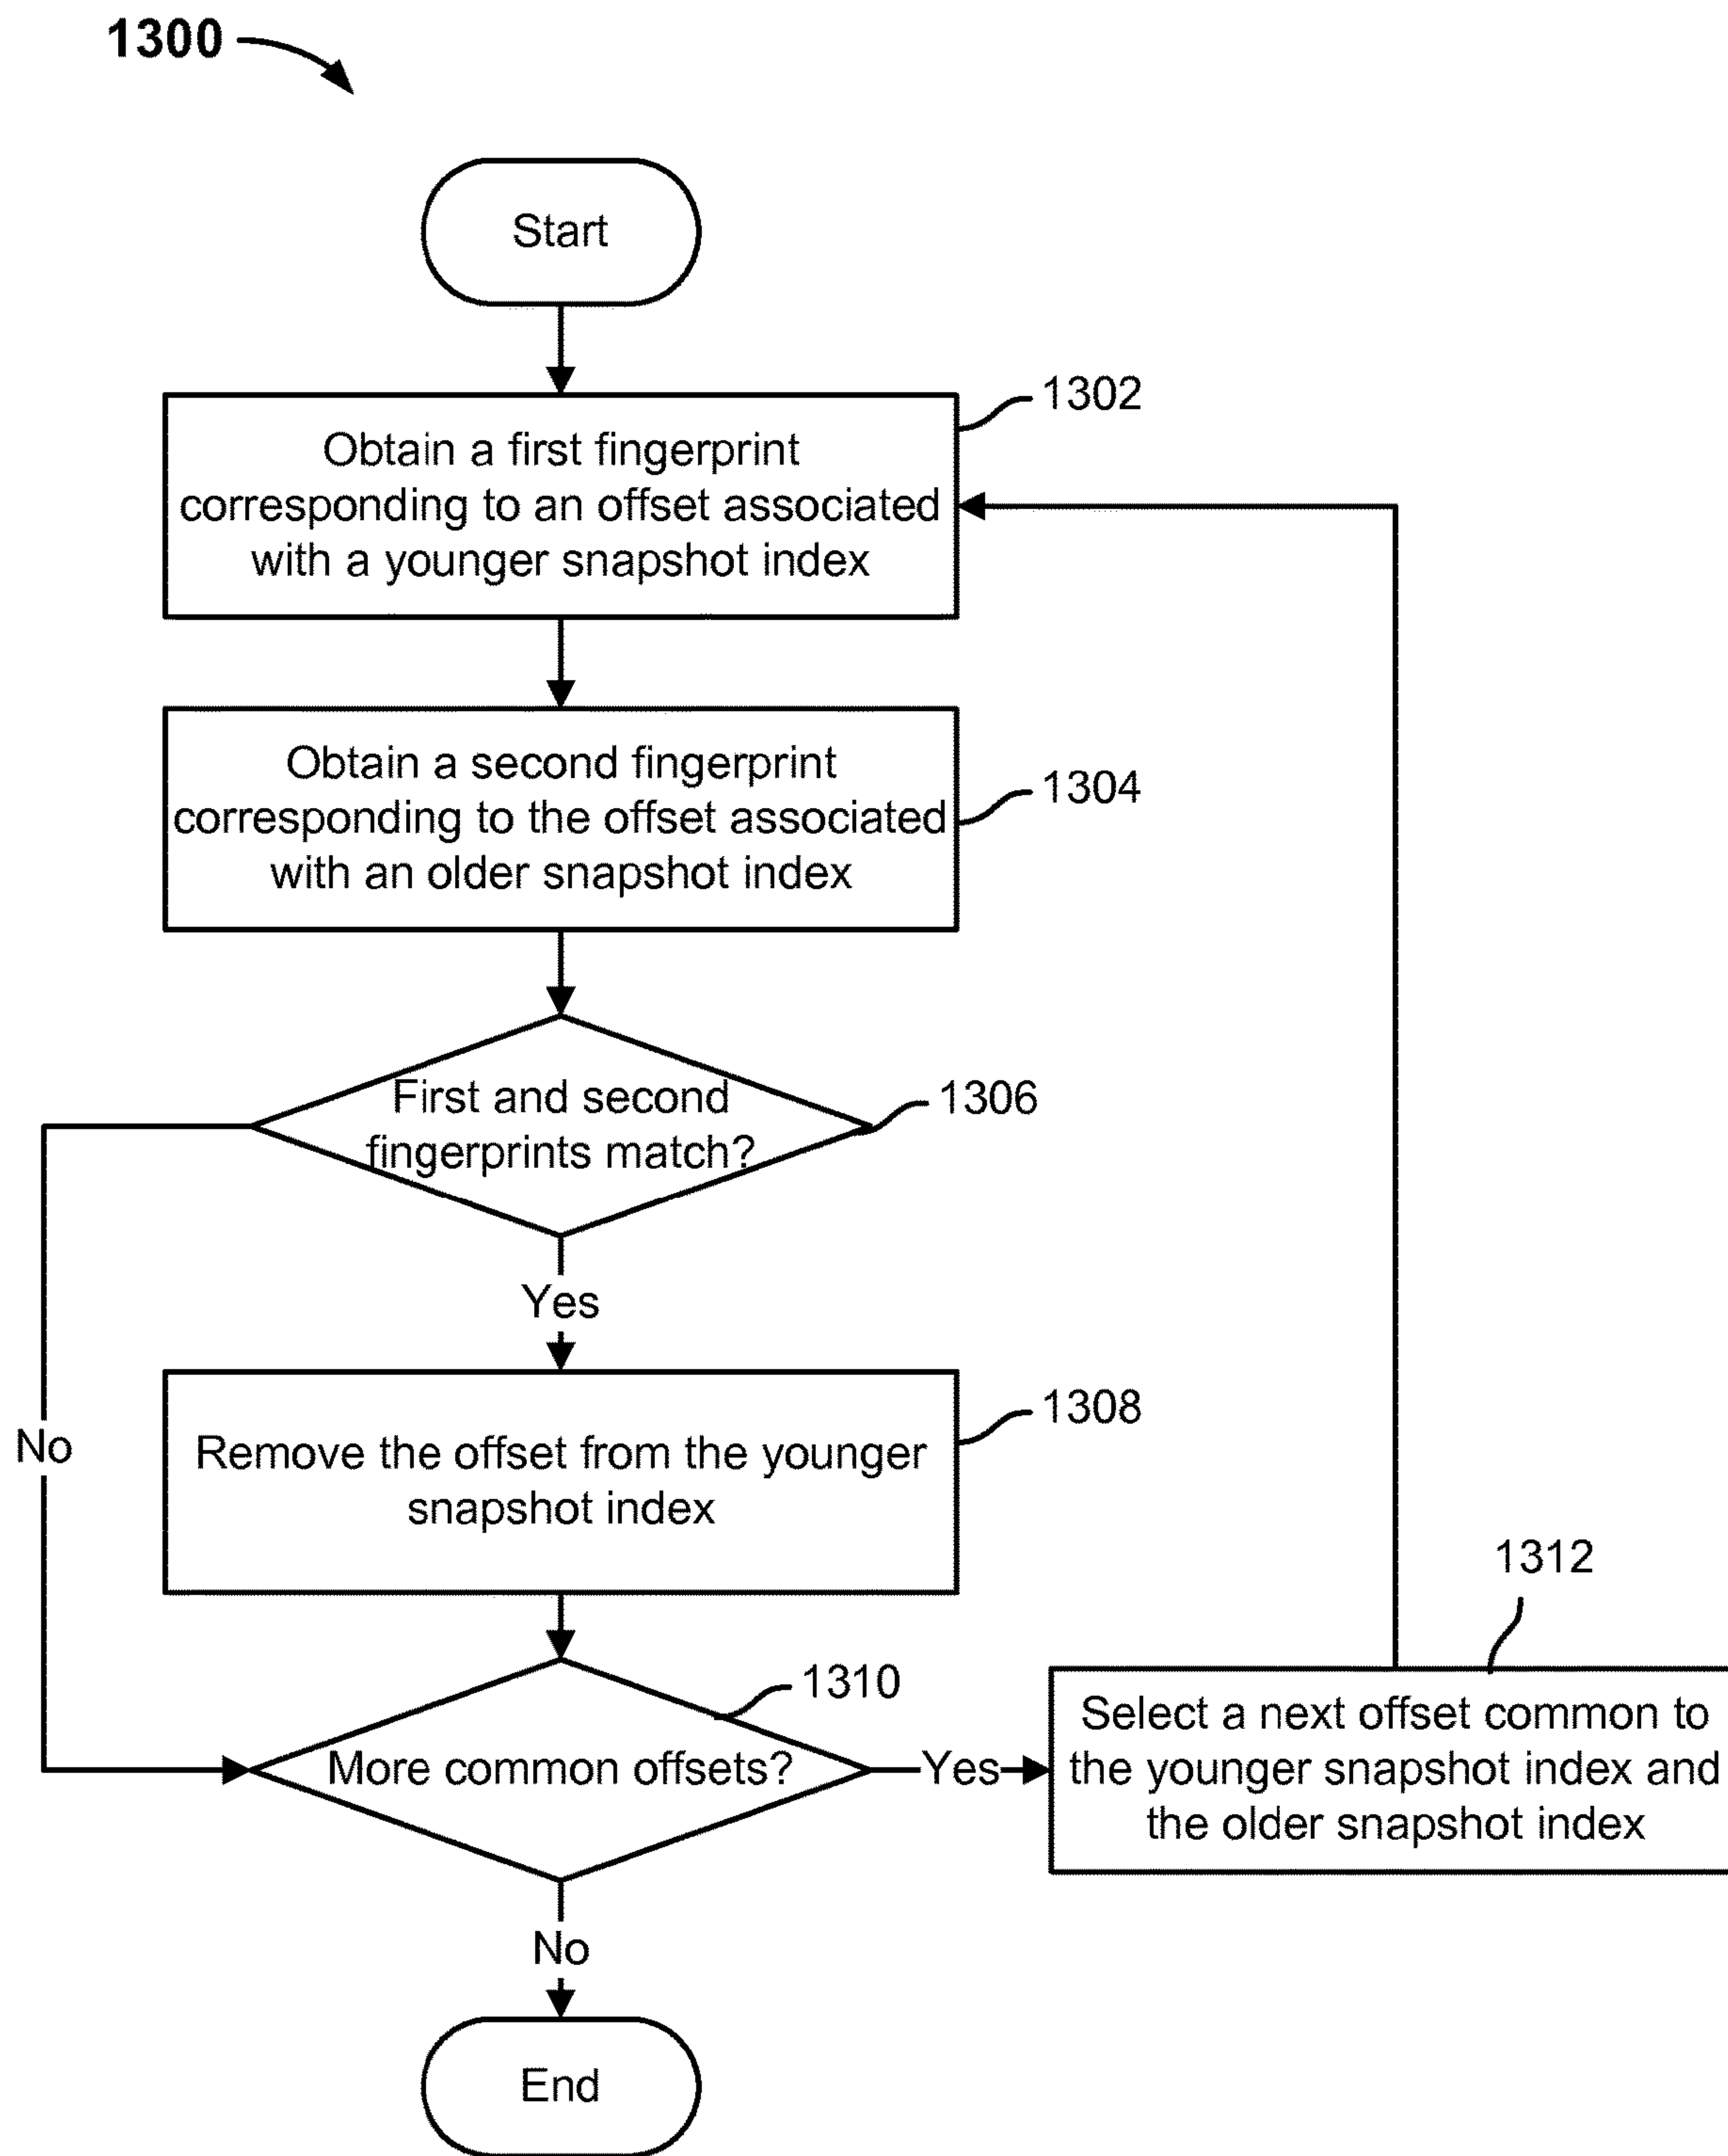 1300
Start
1302
Obtain a first fingerprint
corresponding to an offset associated
with a younger snapshot index
1304
Obtain a second fingerprint
corresponding to the offset associated
with an older snapshot index
1306
First and second
fingerprints match?
Yes
No
1308
Remove the offset from the younger
snapshot index
1310
More common offsets?
Yes
1312
Select a next offset common to
the younger snapshot index and
the older snapshot index
No
End